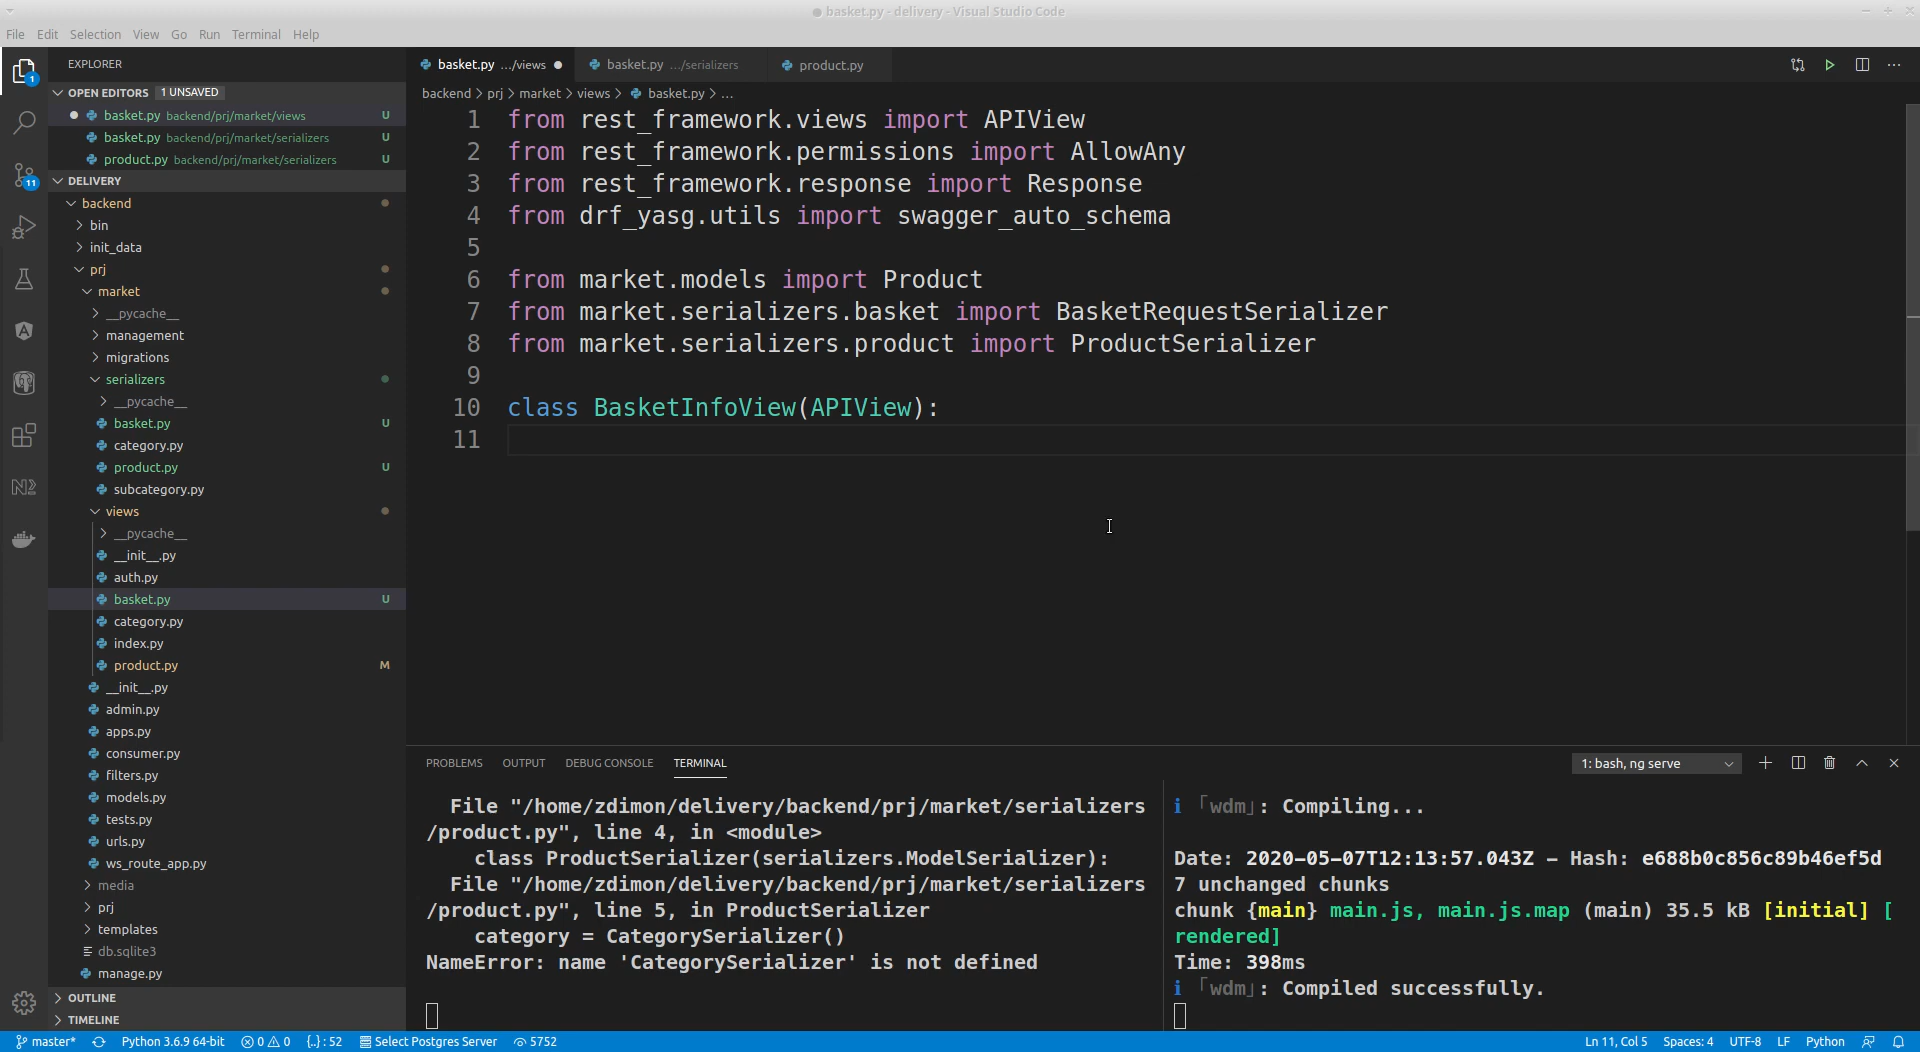 ● basket.py - delivery - Visual Studio Code
File Edit Selection View Go Run Terminal Help
EXPLORER
OPEN EDITORS 1 UNSAVED
basket.py backend/prj/market/views U
basket.py backend/prj/market/serializers U
product.py backend/prj/market/serializers U
DELIVERY
backend
bin
init_data
prj
market
__pycache__
management
migrations
serializers
__pycache__
basket.py U
category.py
product.py U
subcategory.py
views
__pycache__
__init__.py
auth.py
basket.py U
category.py
index.py
product.py M
__init__.py
admin.py
apps.py
consumer.py
filters.py
models.py
tests.py
urls.py
ws_route_app.py
media
prj
templates
db.sqlite3
manage.py
OUTLINE
TIMELINE
1
11
basket.py .../views ●
basket.py .../serializers
product.py
backend > prj > market > views > basket.py > ...
1 from rest_framework.views import APIView
2 from rest_framework.permissions import AllowAny
3 from rest_framework.response import Response
4 from drf_yasg.utils import swagger_auto_schema
5
6 from market.models import Product
7 from market.serializers.basket import BasketRequestSerializer
8 from market.serializers.product import ProductSerializer
9
10 class BasketInfoView(APIView):
11
PROBLEMS OUTPUT DEBUG CONSOLE TERMINAL
1: bash, ng serve
File "/home/zdimon/delivery/backend/prj/market/serializers
/product.py", line 4, in <module>
class ProductSerializer(serializers.ModelSerializer):
File "/home/zdimon/delivery/backend/prj/market/serializers
/product.py", line 5, in ProductSerializer
category = CategorySerializer()
NameError: name 'CategorySerializer' is not defined
ℹ ｢wdm｣: Compiling...
Date: 2020-05-07T12:13:57.043Z - Hash: e688b0c856c89b46ef5d
7 unchanged chunks
chunk {main} main.js, main.js.map (main) 35.5 kB [initial] [
rendered]
Time: 398ms
ℹ ｢wdm｣: Compiled successfully.
master* Python 3.6.9 64-bit 0 0 {..} : 52 Select Postgres Server 5752 Ln 11, Col 5 Spaces: 4 UTF-8 LF Python